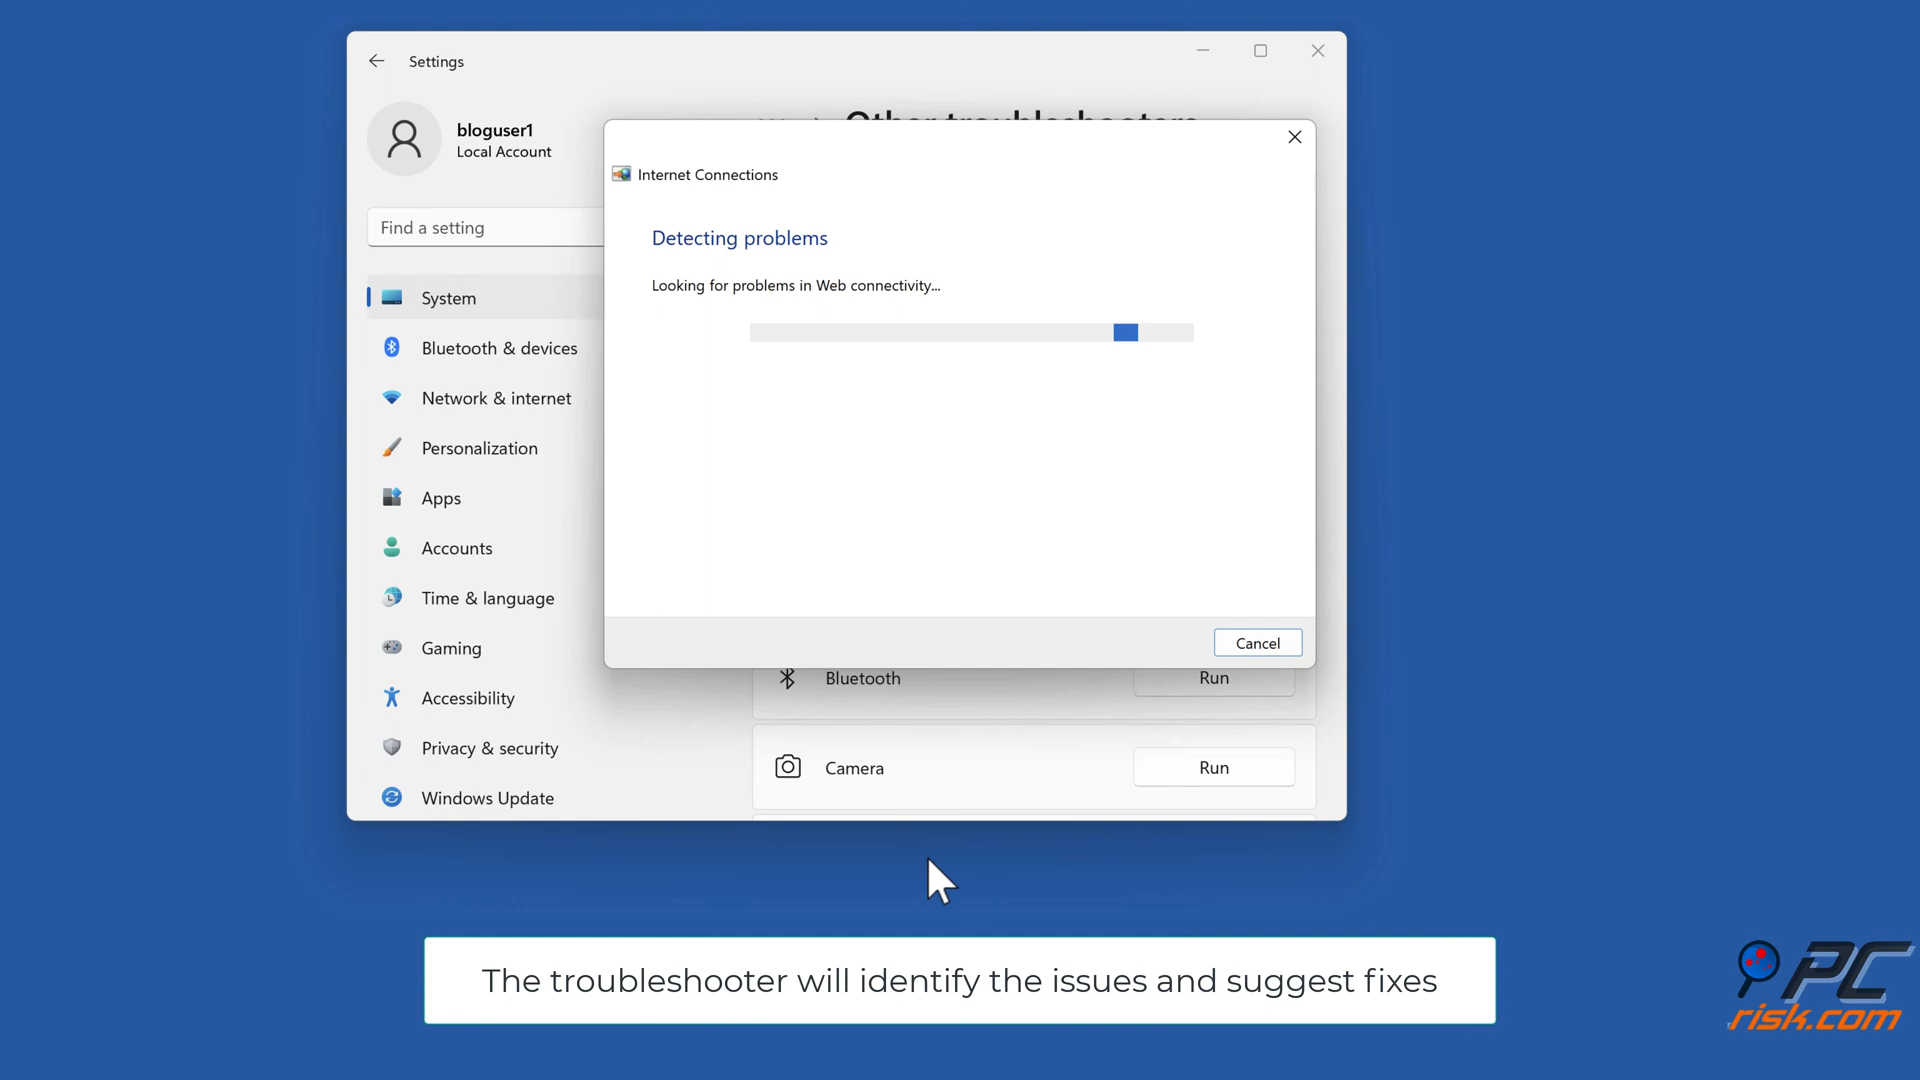 Settings
bloguser1
Local Account
Find a setting
System
Bluetooth & devices
Network & internet
Personalization
Apps
Accounts
Time & language
Gaming
Accessibility
Privacy & security
Windows Update
Other troubleshooters
Internet Connections
Detecting problems
Looking for problems in Web connectivity...
Cancel
Bluetooth Run
Camera Run
The troubleshooter will identify the issues and suggest fixes
PC
risk.com